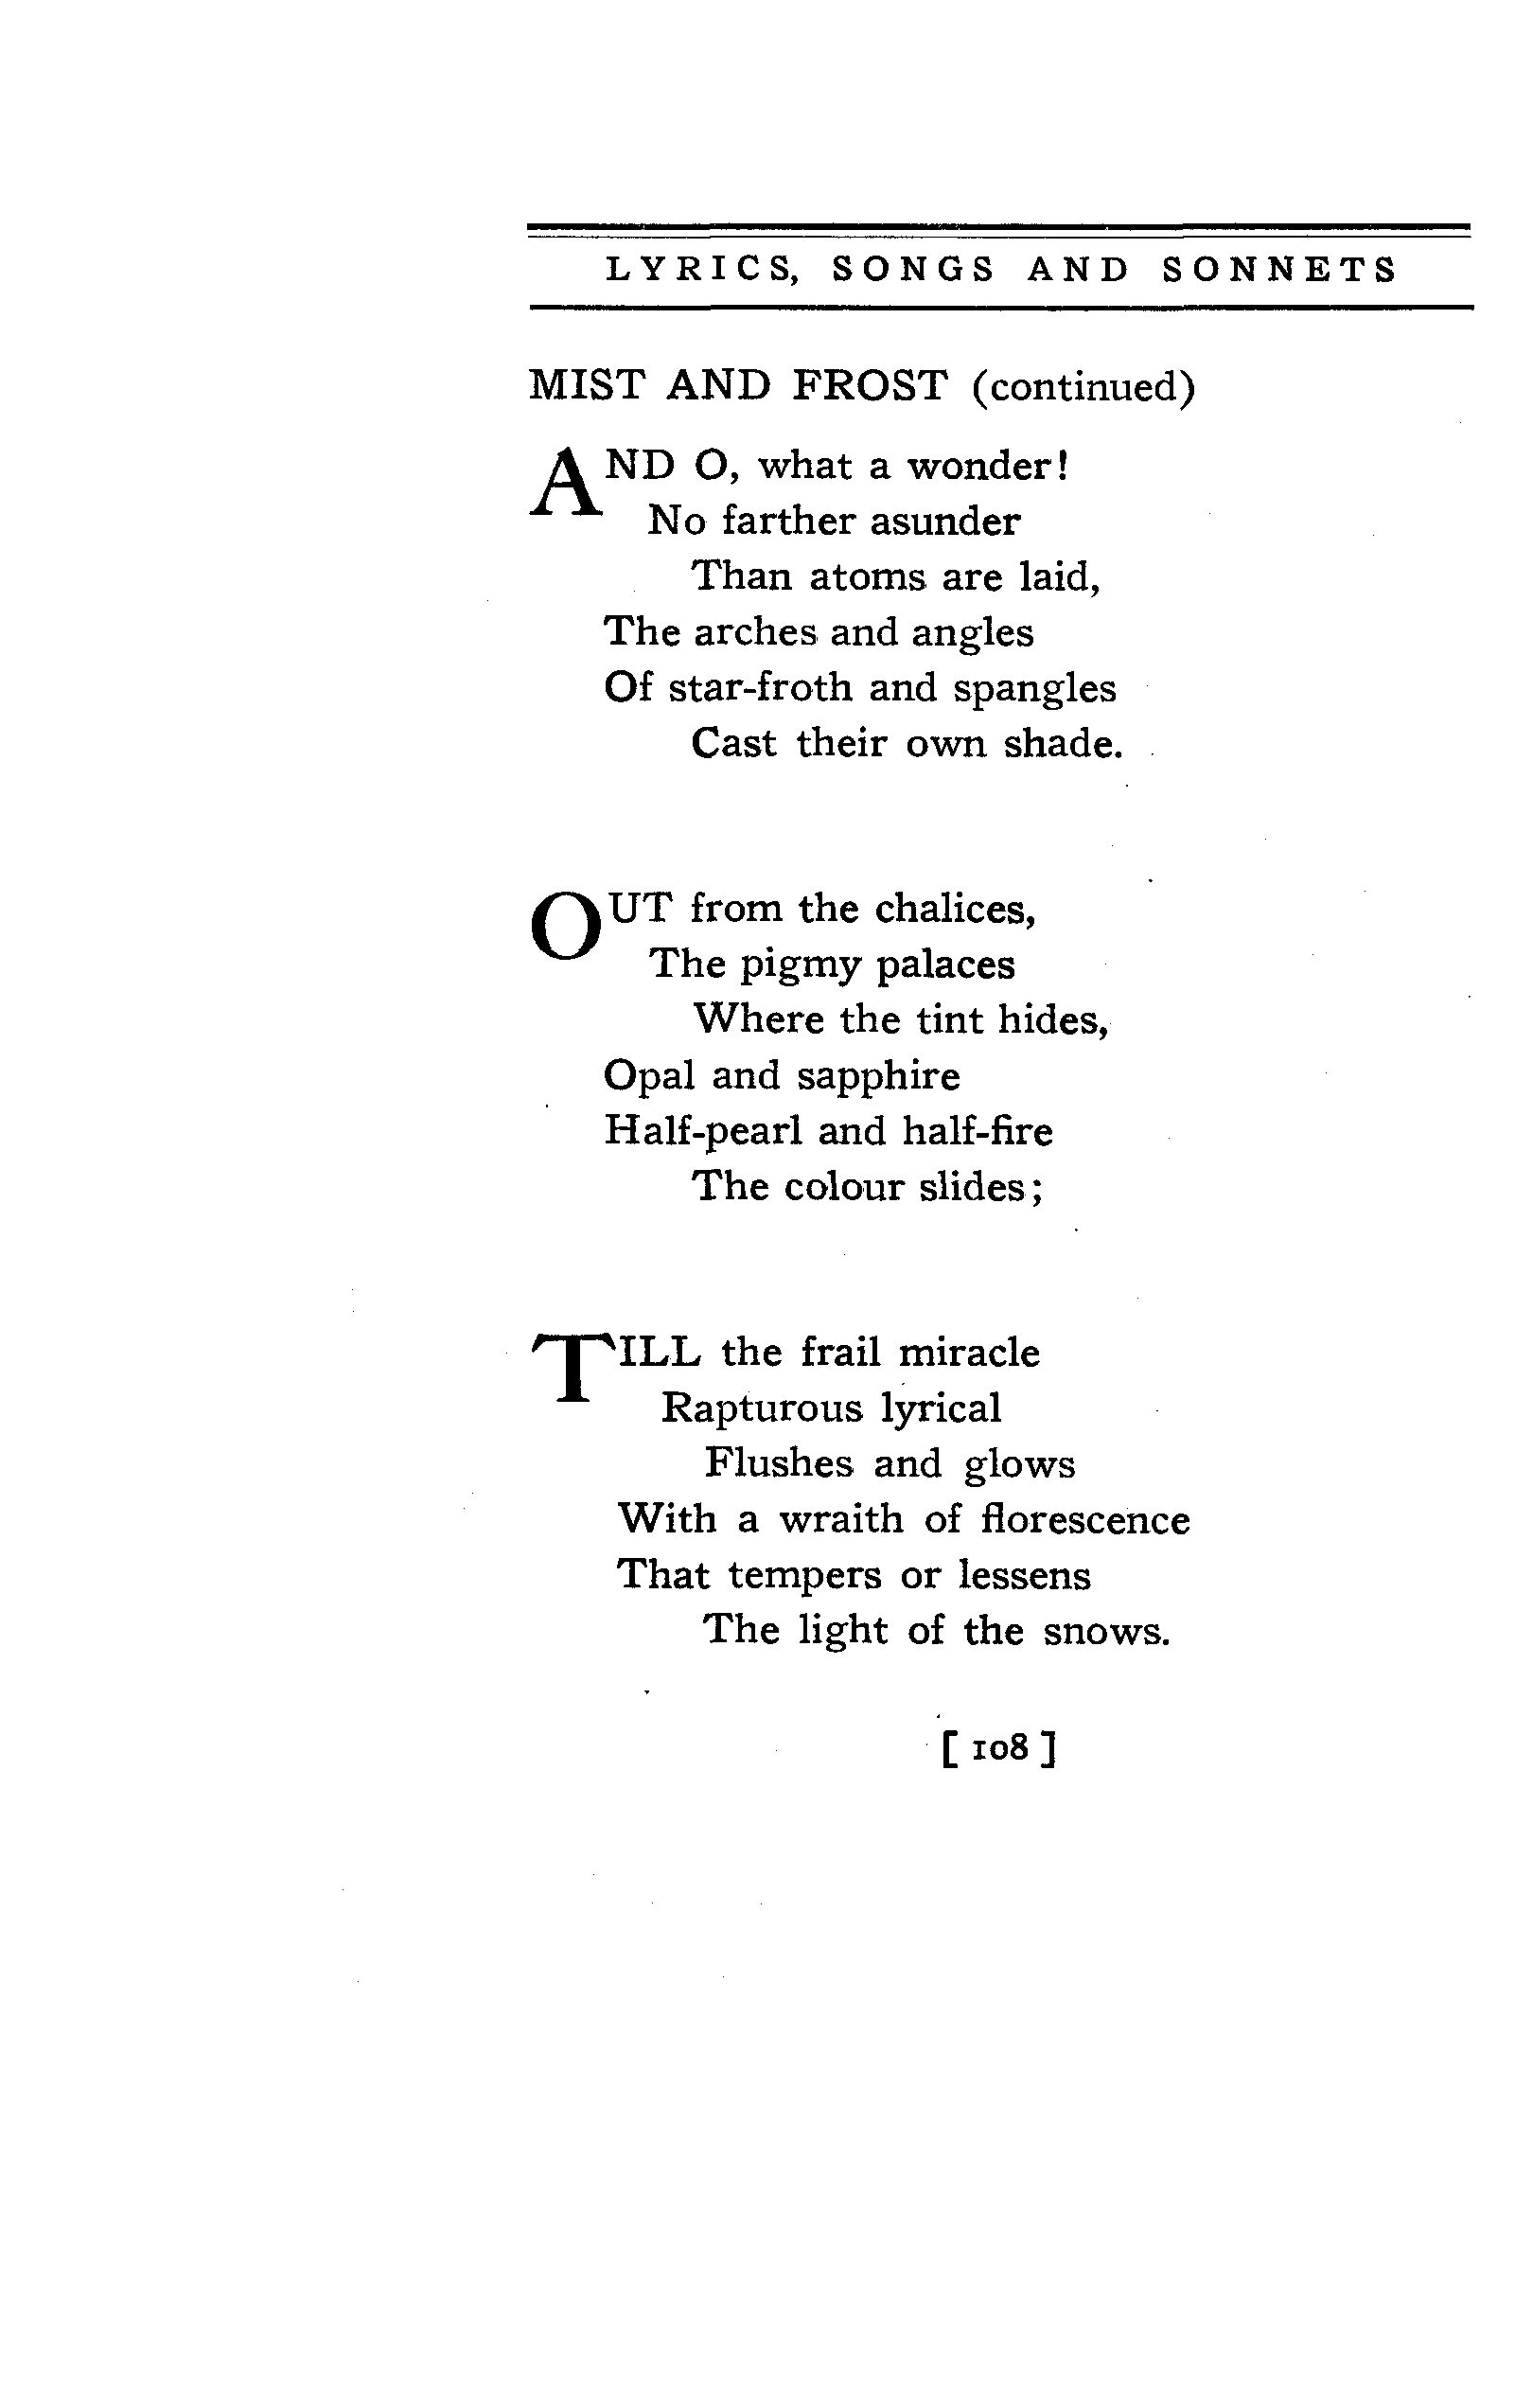 LYRICS, SONGS AND SONNETS
MIST AND FROST (continued)
AND O, what a wonder!
No farther asunder
Than atoms are laid,
The arches and angles
Of star-froth and spangles
Cast their own shade.
OUT from the chalices,
The pigmy palaces
Where the tint hides,
Opal and sapphire
Half-pearl and half-fire
The colour slides;
TILL the frail miracle
Rapturous lyrical
Flushes and glows
With a wraith of florescence
That tempers or lessens
The light of the snows.
[ 108 ]